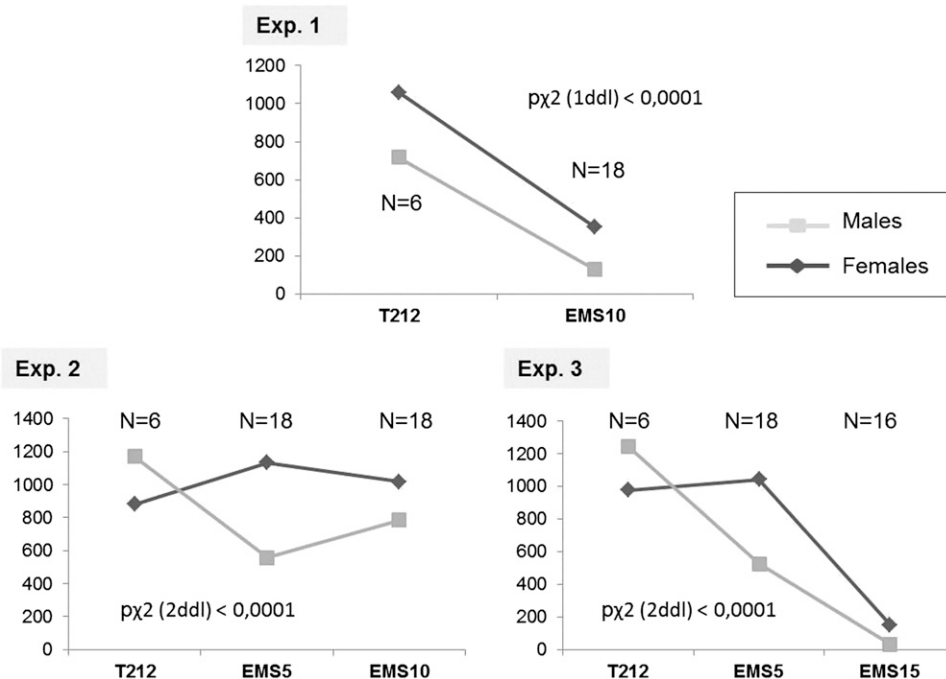 Exp. 1
1200
1000
800
600
400
200
0
pχ2 (1ddl) < 0,0001
N=18
N=6
T212 EMS10
Males
Females
Exp. 2
1400
1200
1000
800
600
400
200
0
N=6 N=18 N=18
pχ2 (2ddl) < 0,0001
T212 EMS5 EMS10
Exp. 3
1400
1200
1000
800
600
400
200
0
N=6 N=18 N=16
pχ2 (2ddl) < 0,0001
T212 EMS5 EMS15